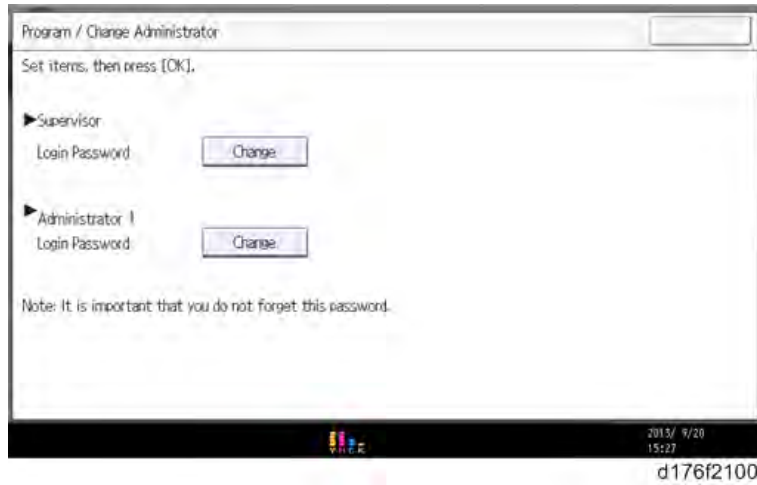 Program / Change Administrator
Set items, then press [OK].
▶Supervisor
Login Password Change
▶Administrator 1
Login Password Change
Note: It is important that you do not forget this password.
YMCK
2013/ 9/20
15:27
d176f2100